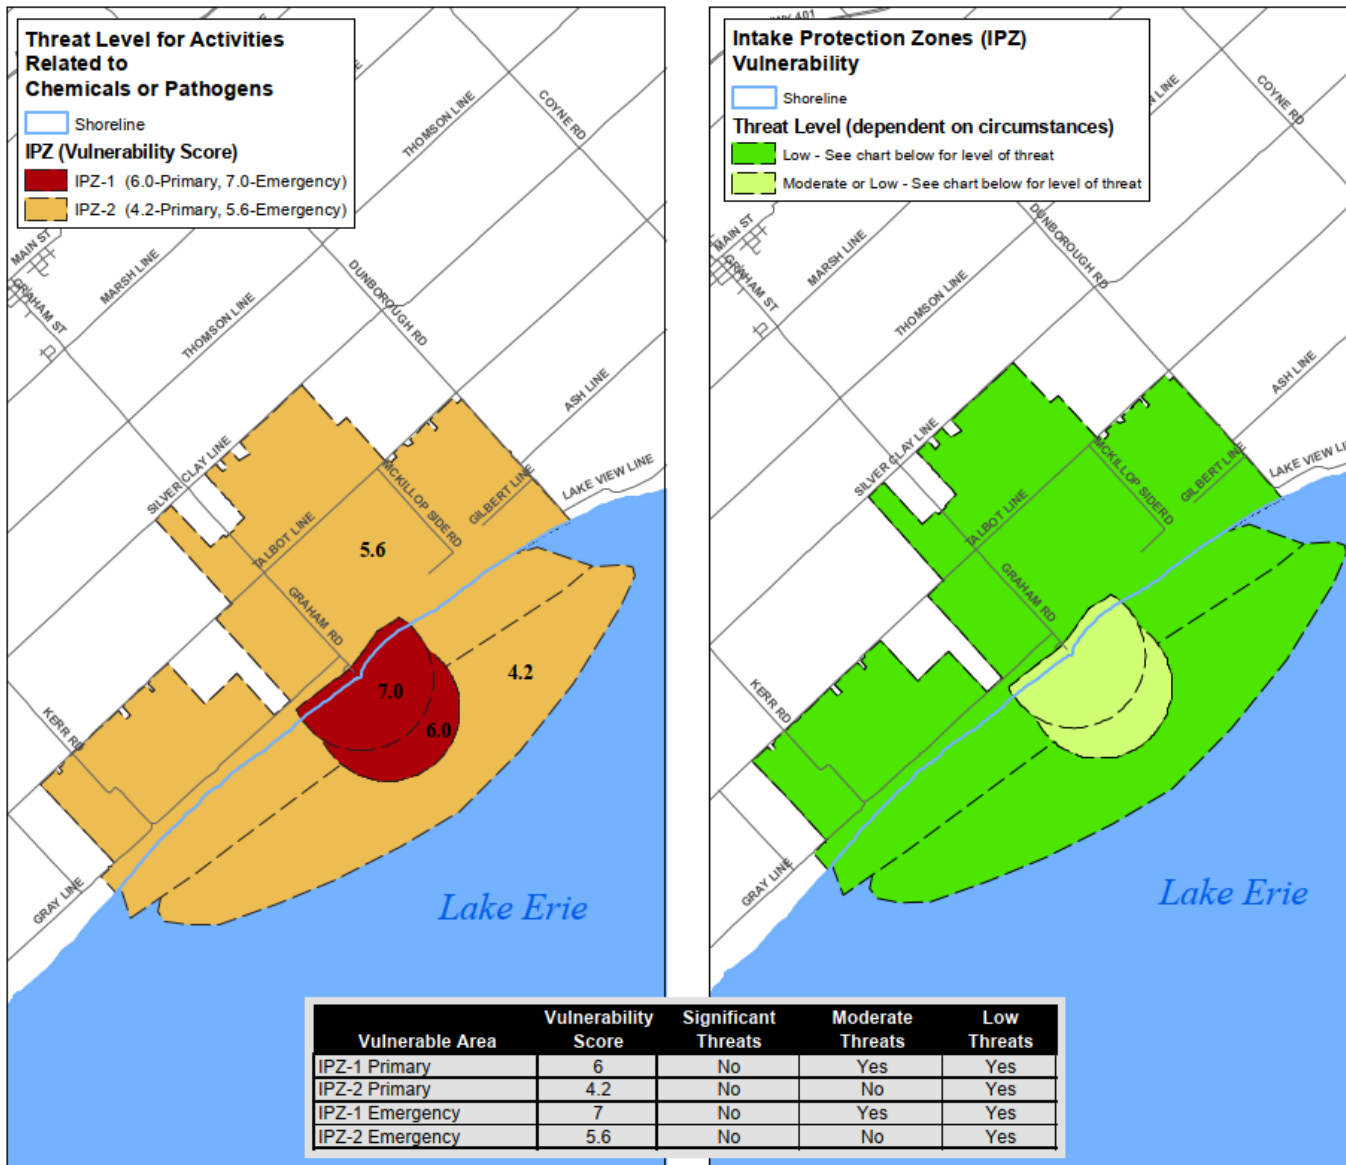 Threat Level for Activities
Related to
Chemicals or Pathogens
Shoreline
IPZ (Vulnerability Score)
IPZ-1 (6.0-Primary, 7.0-Emergency)
IPZ-2 (4.2-Primary, 5.6-Emergency)
COYNE RD
THOMSON LINE
MAIN ST
GRAHAM ST
MARSH LINE
THOMSON LINE
DUNBOROUGH RD
ASH LINE
SILVER CLAY LINE
MCKILLOP SIDERD
GILBERT LINE
LAKE VIEW LINE
TALBOT LINE
5.6
GRAHAM RD
4.2
7.0
6.0
KERR RD
GRAY LINE
Lake Erie
401
Intake Protection Zones (IPZ)
Vulnerability
Shoreline
Threat Level (dependent on circumstances)
Low - See chart below for level of threat
Moderate or Low - See chart below for level of threat
COYNE RD
LINE
MAIN ST
GRAHAM ST
MARSH LINE
THOMSON LINE
DUNBOROUGH RD
ASH LINE
SILVER CLAY LINE
MCKILLOP SIDERD
GILBERT LINE
LAKE VIEW LI
TALBOT LINE
GRAHAM RD
KERR RD
GRAY LINE
Lake Erie
Vulnerable Area Vulnerability Score Significant Threats Moderate Threats Low Threats
IPZ-1 Primary 6 No Yes Yes
IPZ-2 Primary 4.2 No No Yes
IPZ-1 Emergency 7 No Yes Yes
IPZ-2 Emergency 5.6 No No Yes